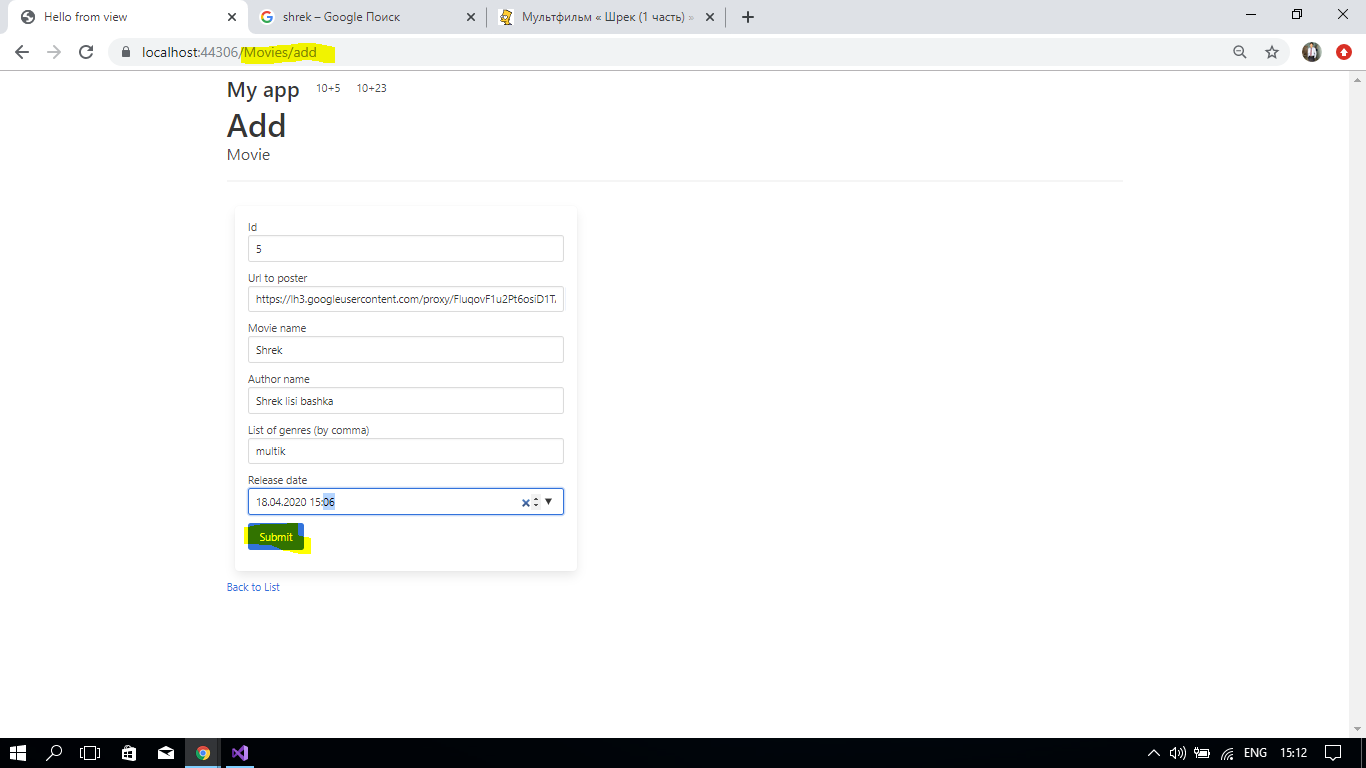 Hello from view
shrek – Google Поиск
Мультфильм « Шрек (1 часть) »
localhost:44306/Movies/add
My app 10+5 10+23
Add
Movie
Id
5
Url to poster
https://lh3.googleusercontent.com/proxy/FluqovF1u2Pt6osiD1T
Movie name
Shrek
Author name
Shrek lisi bashka
List of genres (by comma)
multik
Release date
18.04.2020 15:06
Submit
Back to List
ENG 15:12